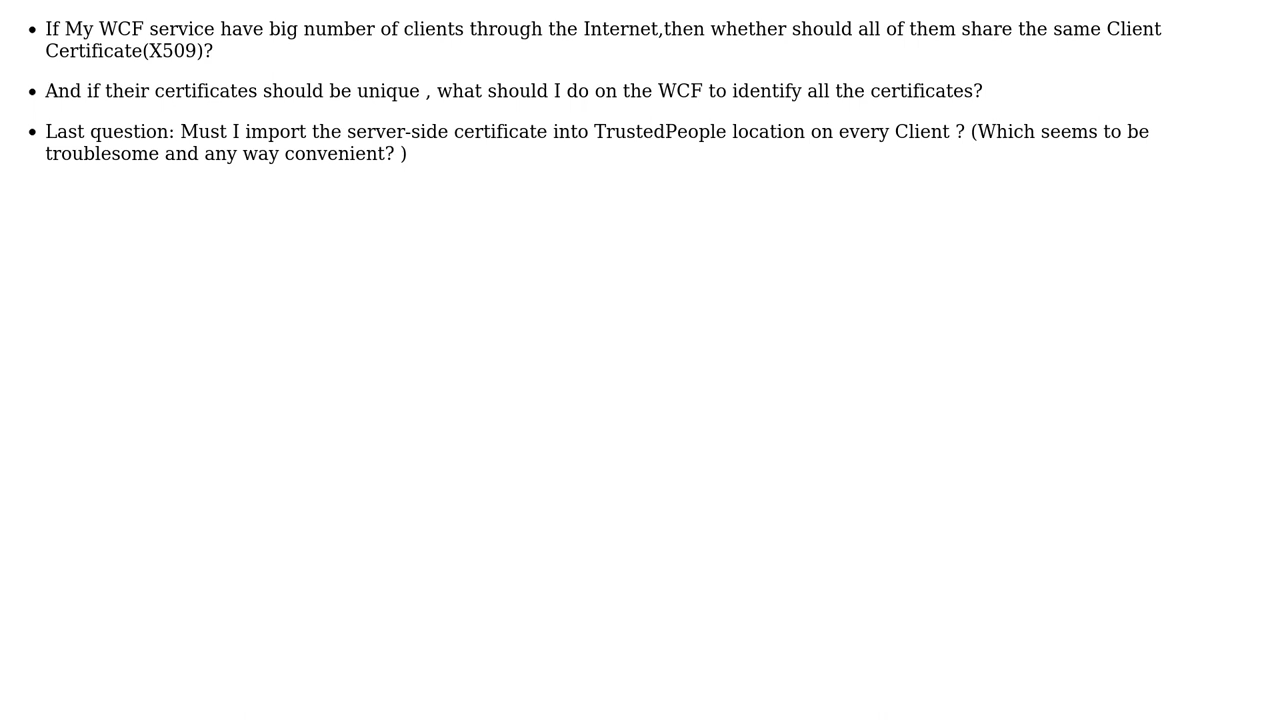 • If My WCF service have big number of clients through the Internet,then whether should all of them share the same Client
Certificate(X509)?
• And if their certificates should be unique , what should I do on the WCF to identify all the certificates?
• Last question: Must I import the server-side certificate into TrustedPeople location on every Client ? (Which seems to be
troublesome and any way convenient? )